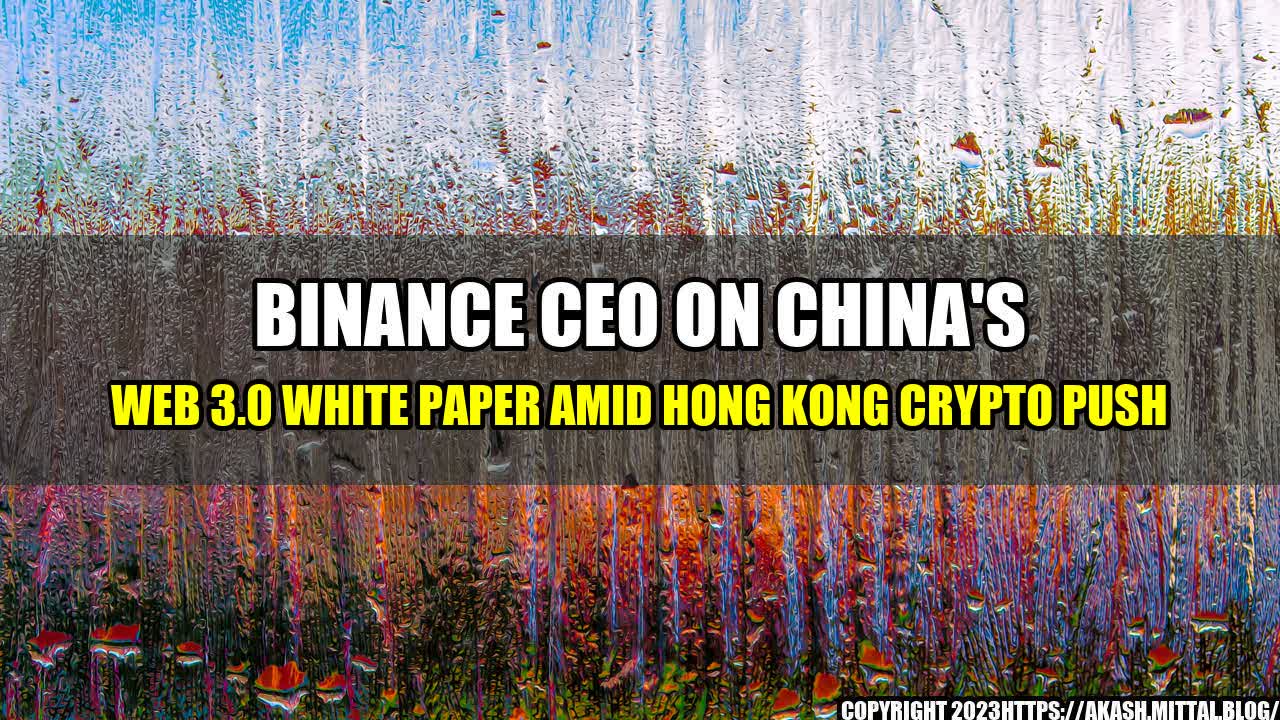 BINANCE CEO ON CHINA'S
WEB 3.0 WHITE PAPER AMID HONG KONG CRYPTO PUSH
COPYRIGHT 2023HTTPS://AKASH.MITTAL.BLOG/